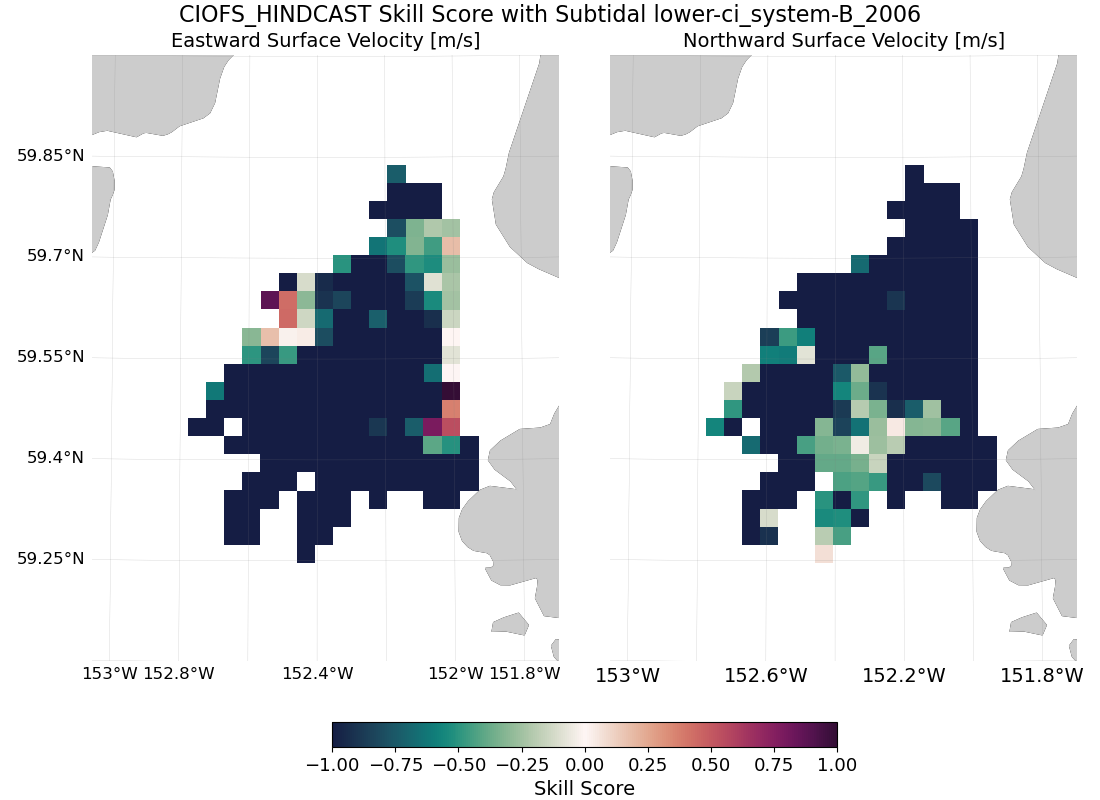 CIOFS_HINDCAST Skill Score with Subtidal lower-ci_system-B_2006
Eastward Surface Velocity [m/s]
Northward Surface Velocity [m/s]
59.85°N
59.7°N
59.55°N
59.4°N
59.25°N
153°W 152.8°W 152.4°W 152°W 151.8°W
153°W 152.6°W 152.2°W 151.8°W
−1.00 −0.75 −0.50 −0.25 0.00 0.25 0.50 0.75 1.00
Skill Score